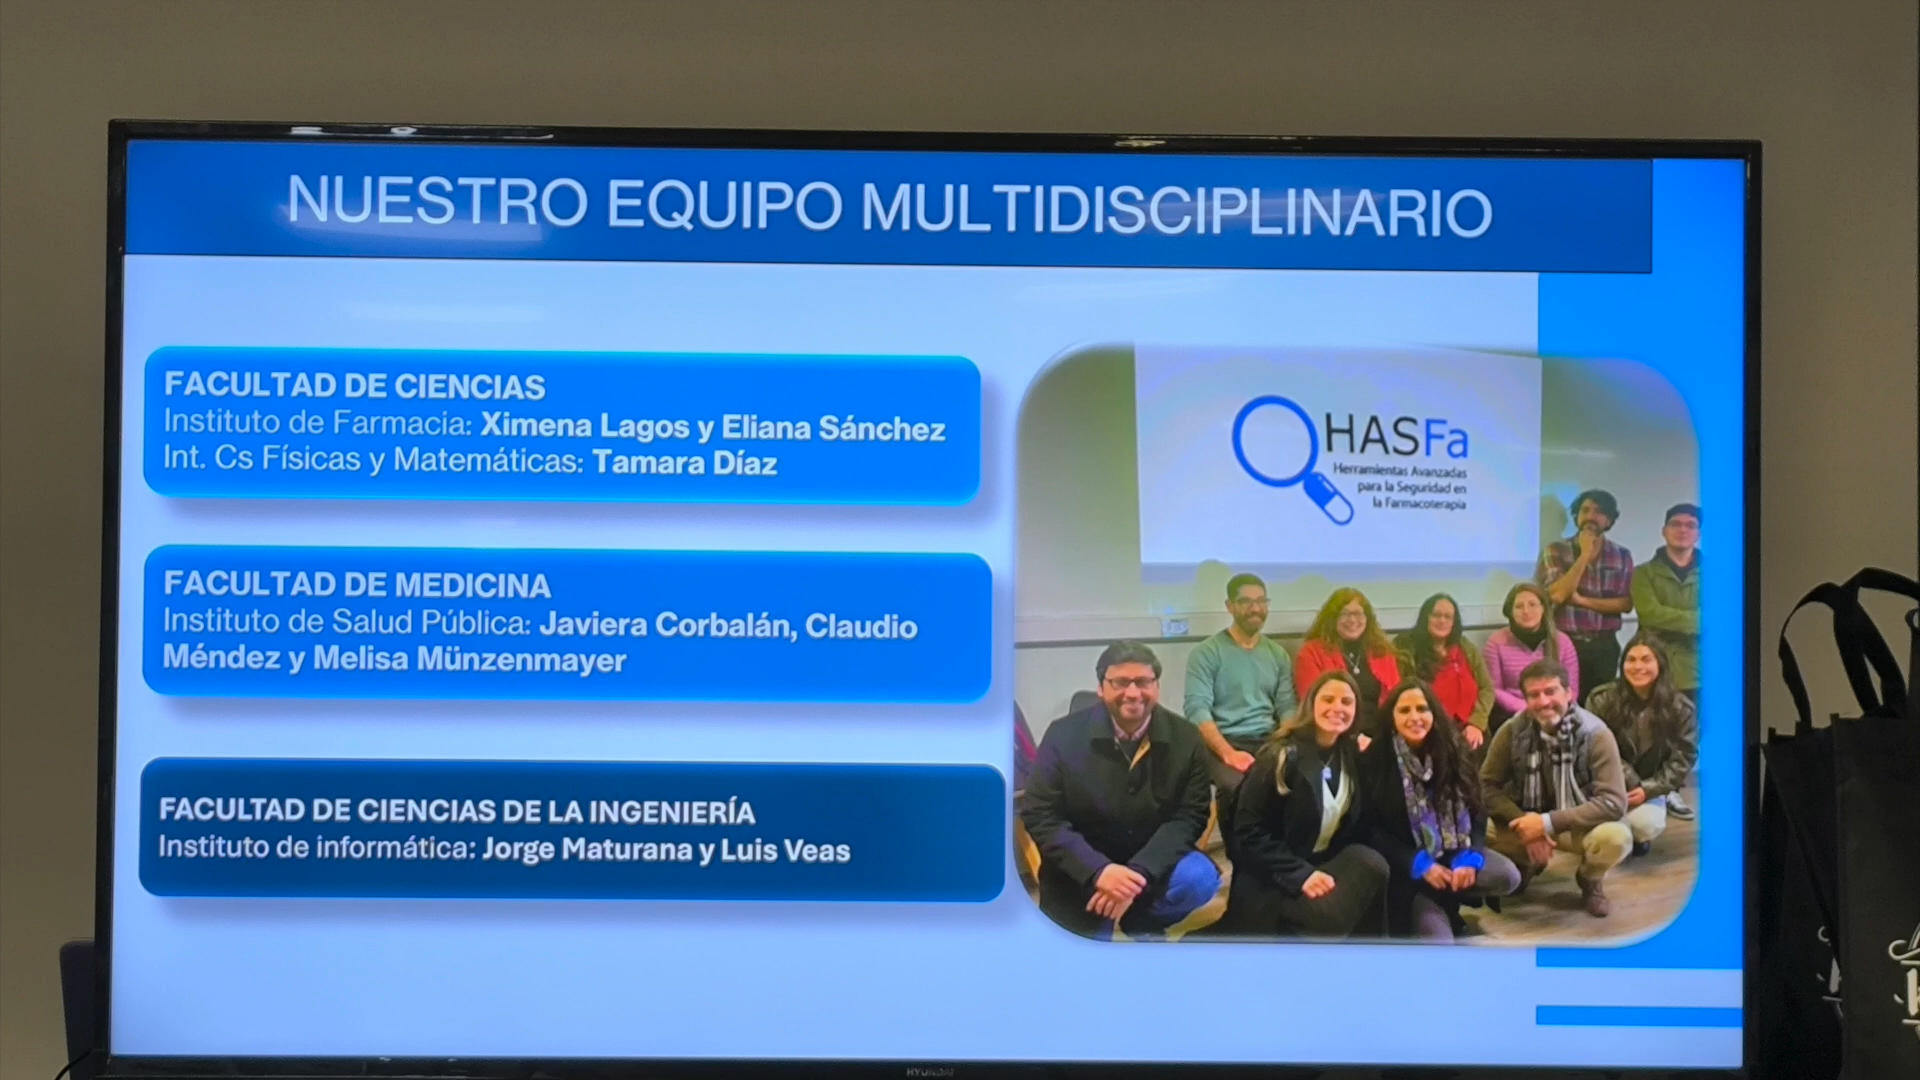 NUESTRO EQUIPO MULTIDISCIPLINARIO
FACULTAD DE CIENCIAS
Instituto de Farmacia: Ximena Lagos y Eliana Sánchez
Int. Cs Físicas y Matemáticas: Tamara Díaz
FACULTAD DE MEDICINA
Instituto de Salud Pública: Javiera Corbalán, Claudio
Méndez y Melisa Münzenmayer
FACULTAD DE CIENCIAS DE LA INGENIERÍA
Instituto de informática: Jorge Maturana y Luis Veas
HASFa
Herramientas Avanzadas
para la Seguridad en
la Farmacoterapia
HYUNDAI